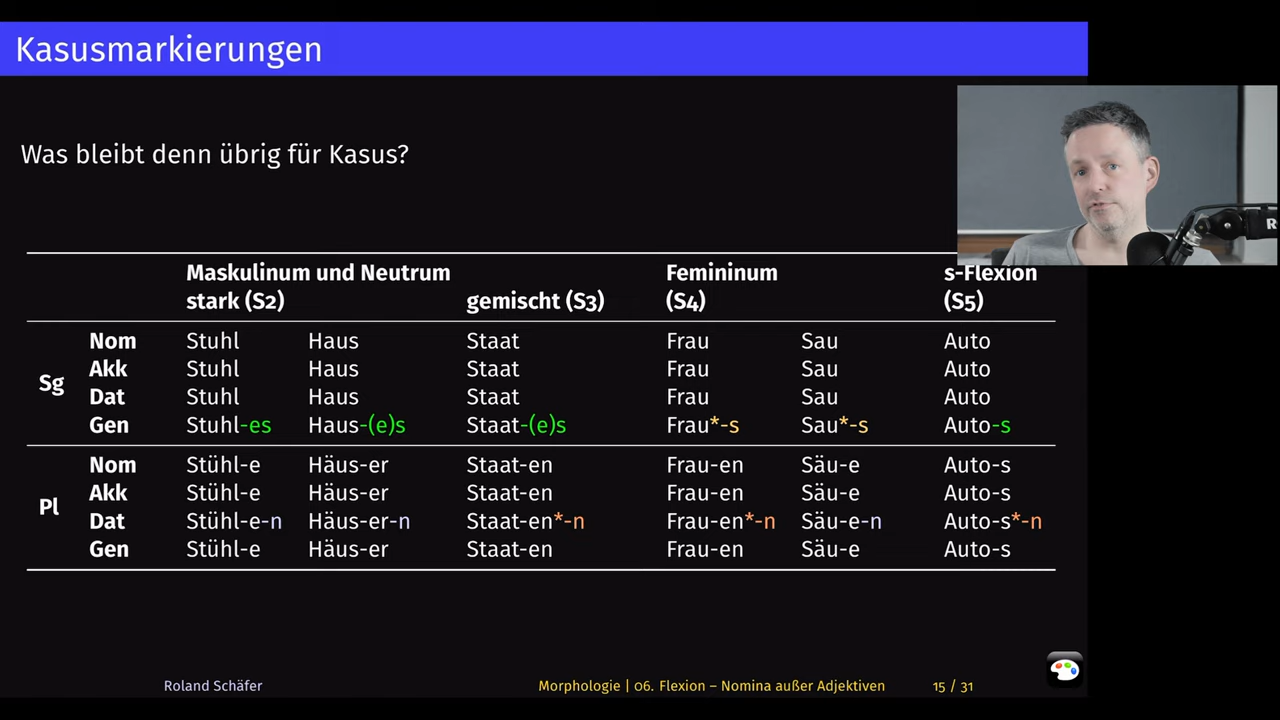 Kasusmarkierungen
Was bleibt denn übrig für Kasus?
Maskulinum und Neutrum Femininum s-Flexion
stark (S2) gemischt (S3) (S4) (S5)
Nom Stuhl Haus Staat Frau Sau Auto
Akk Stuhl Haus Staat Frau Sau Auto
Sg
Dat Stuhl Haus Staat Frau Sau Auto
Gen Stuhl-es Haus-(e)s Staat-(e)s Frau*-s Sau*-s Auto-s
Nom Stühl-e Häus-er Staat-en Frau-en Säu-e Auto-s
Akk Stühl-e Häus-er Staat-en Frau-en Säu-e Auto-s
Pl
Dat Stühl-e-n Häus-er-n Staat-en*-n Frau-en*-n Säu-e-n Auto-s*-n
Gen Stühl-e Häus-er Staat-en Frau-en Säu-e Auto-s
Roland Schäfer Morphologie | 06. Flexion – Nomina außer Adjektiven 15 / 31